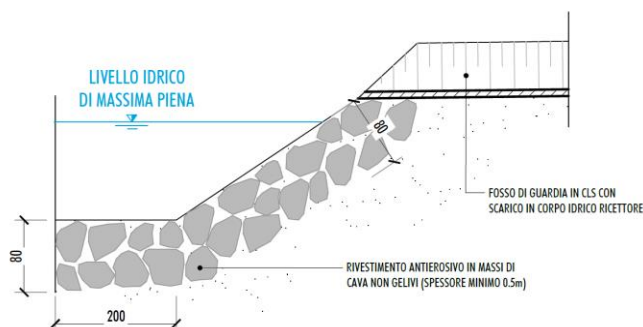 LIVELLO IDRICO
DI MASSIMA PIENA
80
FOSSO DI GUARDIA IN CLS CON
SCARICO IN CORPO IDRICO RICETTORE
80
RIVESTIMENTO ANTIEROSIVO IN MASSI DI
CAVA NON GELIVI (SPESSORE MINIMO 0.5m)
200